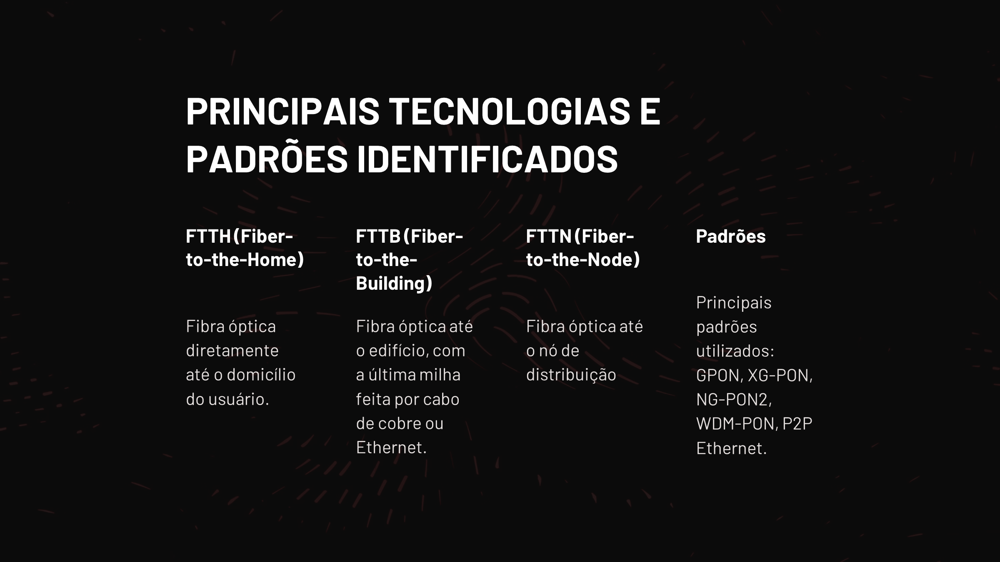 PRINCIPAIS TECNOLOGIAS E
PADRÕES IDENTIFICADOS
FTTH (Fiber-
to-the-Home)
Fibra óptica
diretamente
até o domicílio
do usuário.
FTTB (Fiber-
to-the-
Building)
Fibra óptica até
o edifício, com
a última milha
feita por cabo
de cobre ou
Ethernet.
FTTN (Fiber-
to-the-Node)
Fibra óptica até
o nó de
distribuição
Padrões
Principais
padrões
utilizados:
GPON, XG-PON,
NG-PON2,
WDM-PON, P2P
Ethernet.